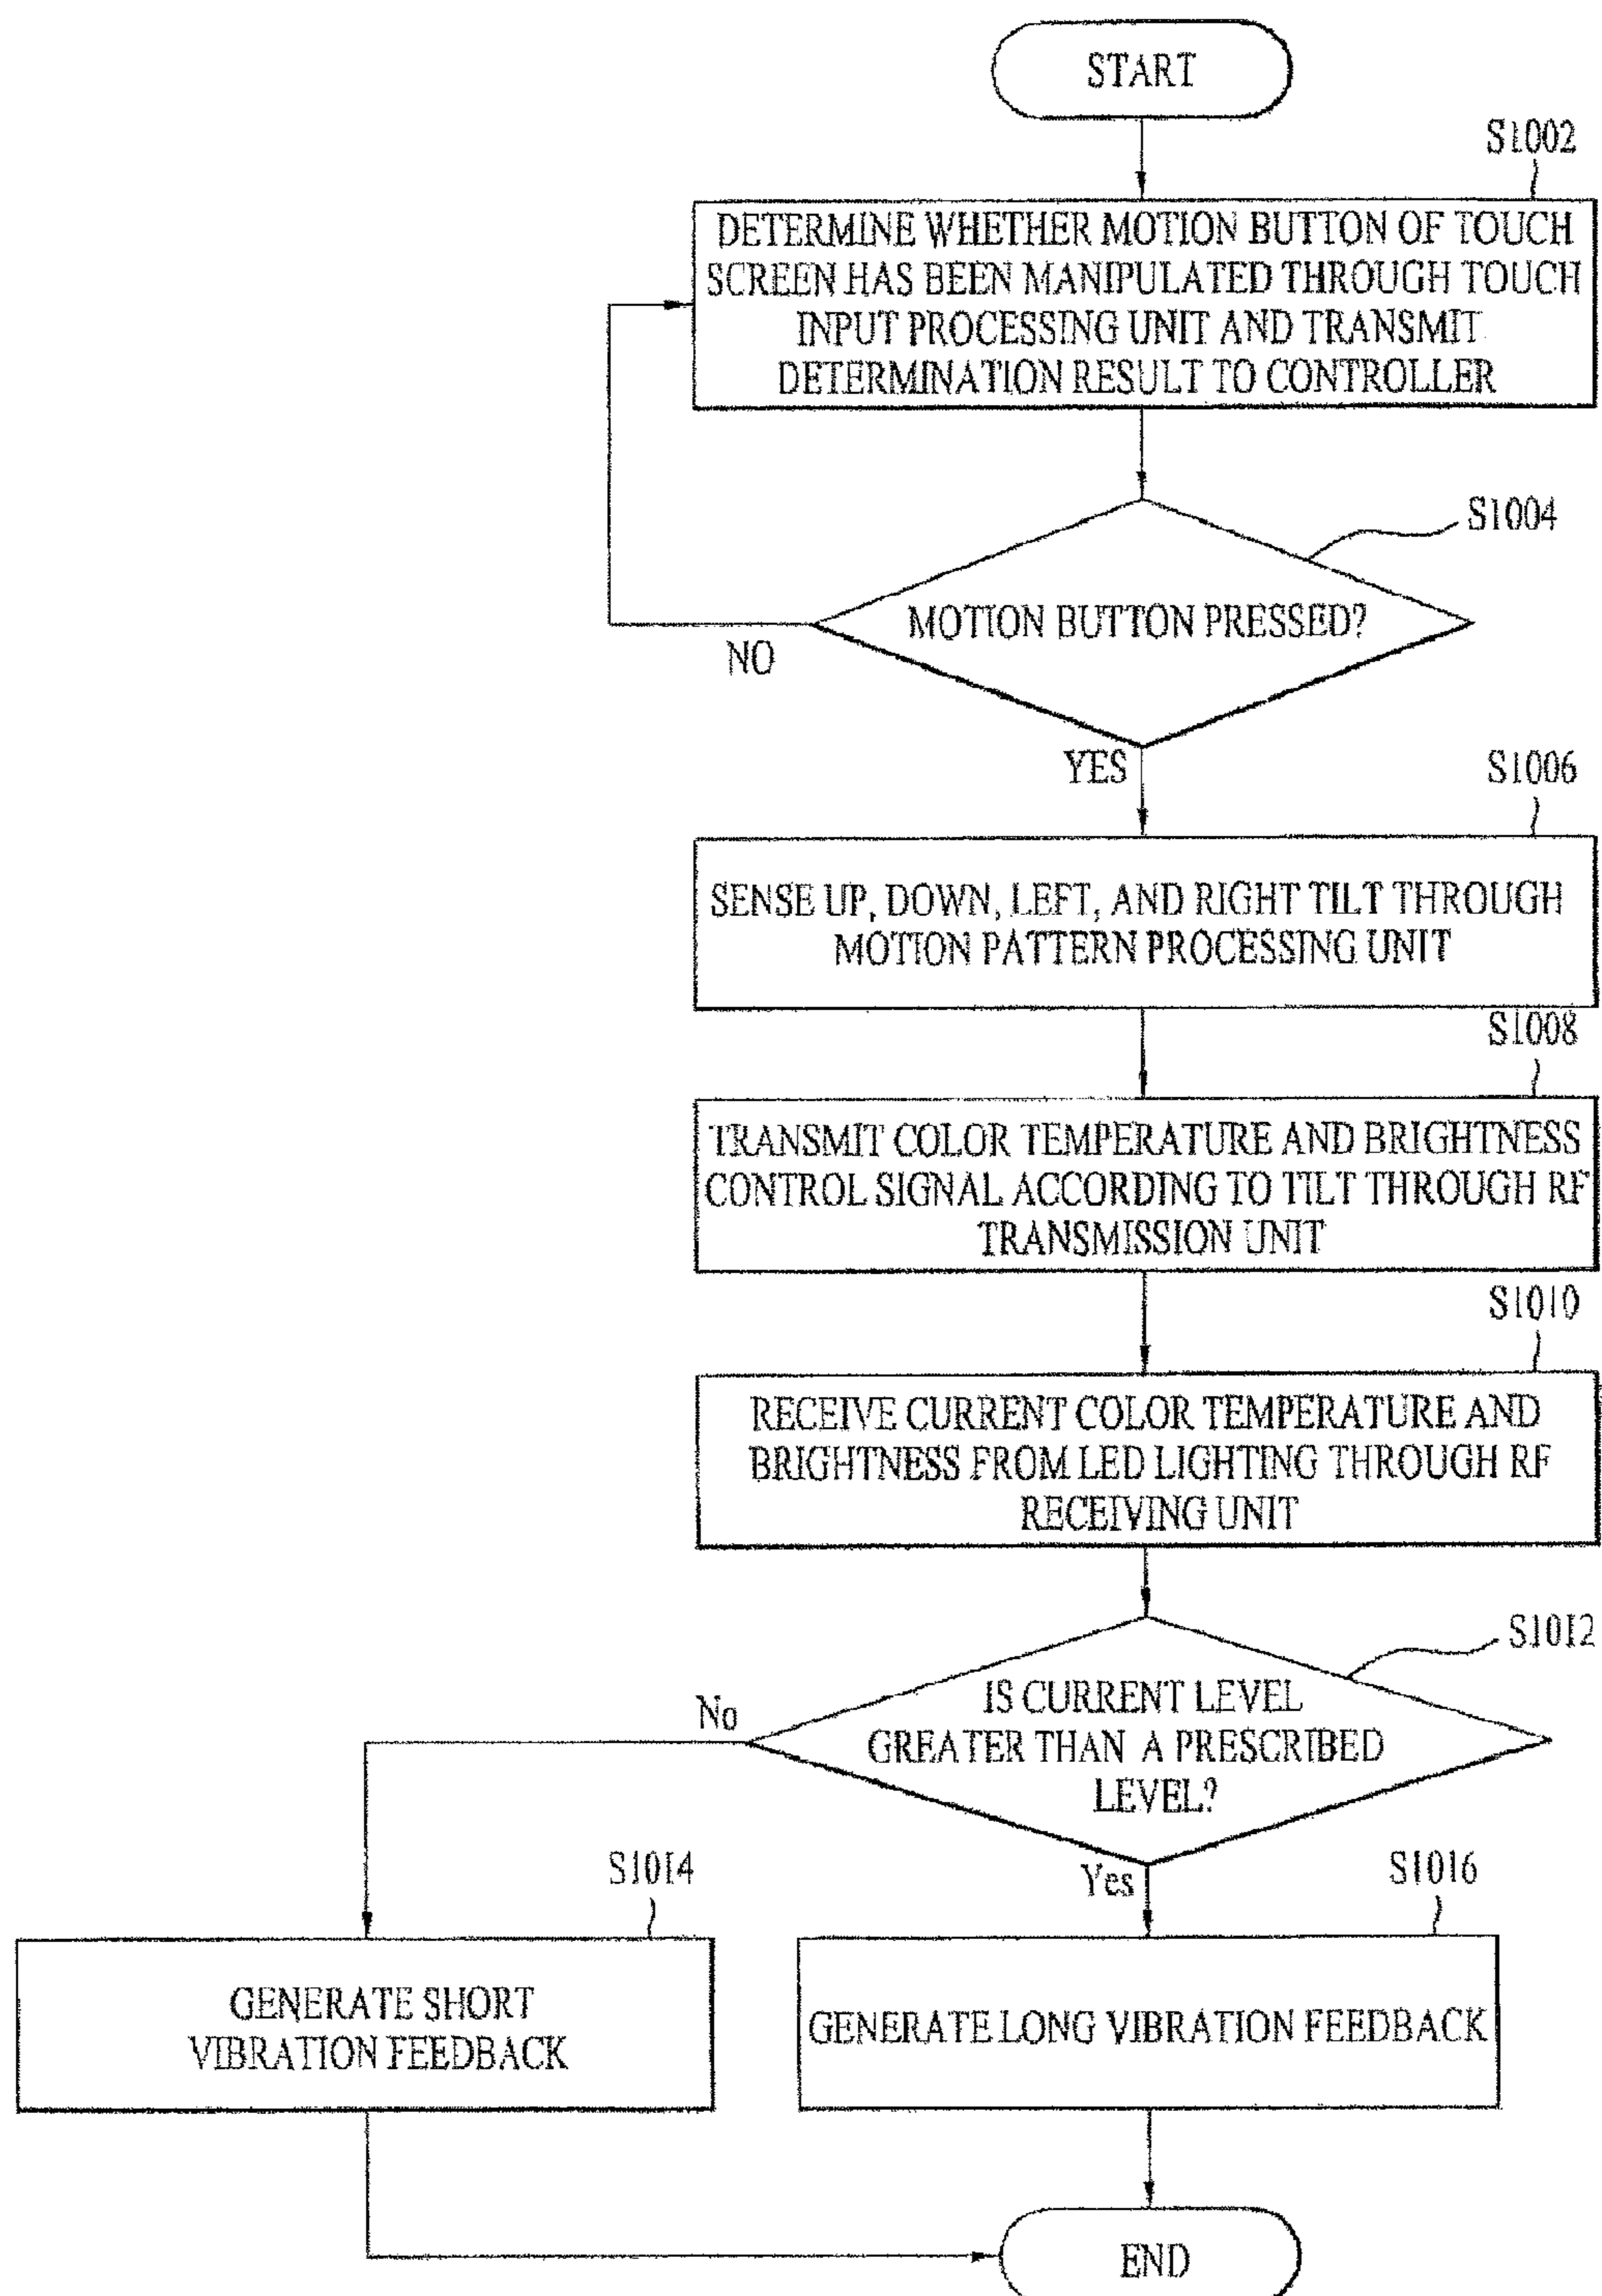 START
S1002
DETERMINE WHETHER MOTION BUTTON OF TOUCH
SCREEN HAS BEEN MANIPULATED THROUGH TOUCH
INPUT PROCESSING UNIT AND TRANSMIT
DETERMINATION RESULT TO CONTROLLER
S1004
MOTION BUTTON PRESSED?
NO
YES
S1006
SENSE UP, DOWN, LEFT, AND RIGHT TILT THROUGH
MOTION PATTERN PROCESSING UNIT
S1008
TRANSMIT COLOR TEMPERATURE AND BRIGHTNESS
CONTROL SIGNAL ACCORDING TO TILT THROUGH RF
TRANSMISSION UNIT
S1010
RECEIVE CURRENT COLOR TEMPERATURE AND
BRIGHTNESS FROM LED LIGHTING THROUGH RF
RECEIVING UNIT
S1012
IS CURRENT LEVEL
GREATER THAN A PRESCRIBED
LEVEL?
No
Yes
S1014
GENERATE SHORT
VIBRATION FEEDBACK
S1016
GENERATE LONG VIBRATION FEEDBACK
END